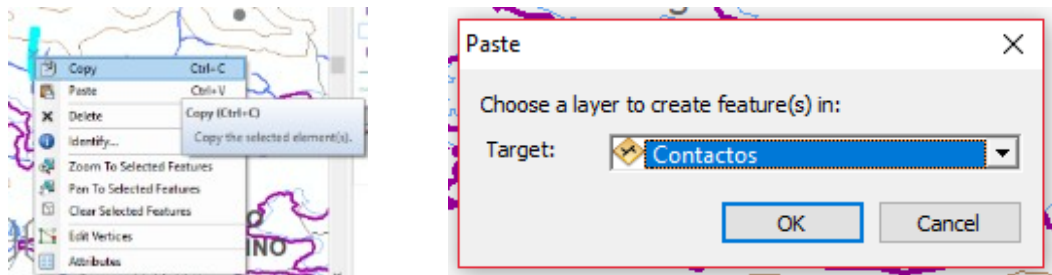 Copy Ctrl+C
Paste Ctrl+V
Delete
Copy (Ctrl+C)
Copy the selected element(s).
Identify...
Zoom To Selected Features
Pan To Selected Features
Clear Selected Features
Edit Vertices
Attributes
INO
Paste
Choose a layer to create feature(s) in:
Target: Contactos
OK Cancel